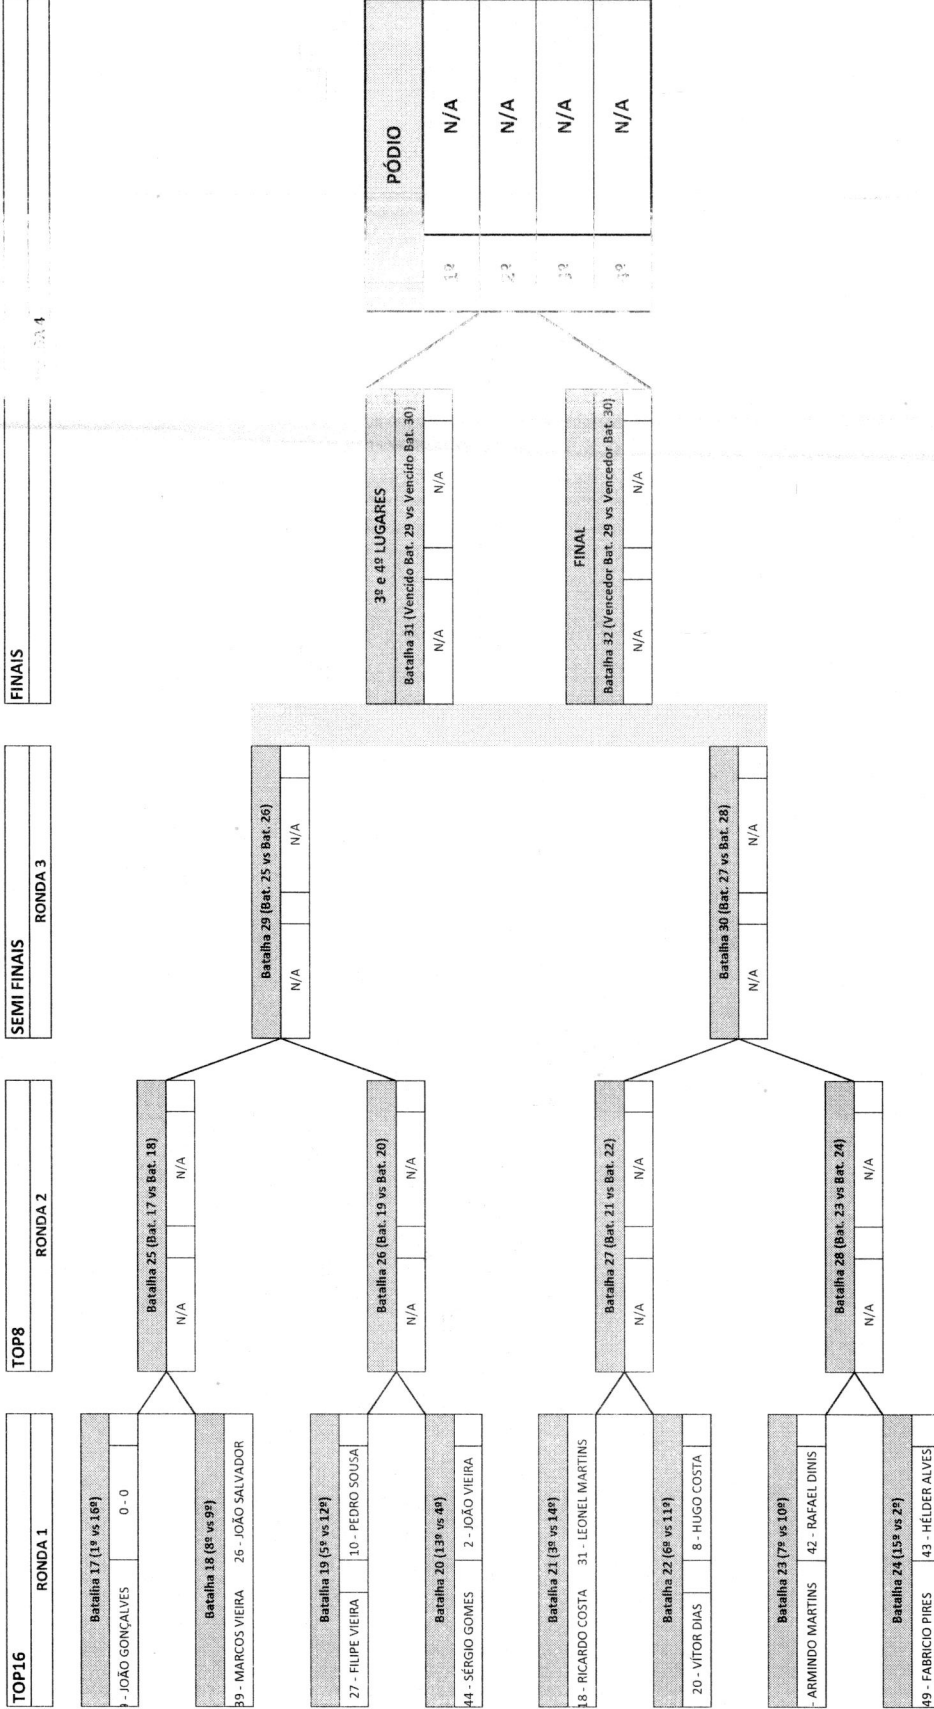 TOP16
RONDA 1
Batalha 17 (1º vs 16º)
- JOÃO GONÇALVES 0 - 0
Batalha 18 (8º vs 9º)
39 - MARCOS VIEIRA 26 - JOÃO SALVADOR
Batalha 19 (5º vs 12º)
27 - FILIPE VIEIRA 10 - PEDRO SOUSA
Batalha 20 (13º vs 4º)
44 - SÉRGIO GOMES 2 - JOÃO VIEIRA
Batalha 21 (3º vs 14º)
18 - RICARDO COSTA 31 - LEONEL MARTINS
Batalha 22 (6º vs 11º)
20 - VÍTOR DIAS 8 - HUGO COSTA
Batalha 23 (7º vs 10º)
- ARMINDO MARTINS 42 - RAFAEL DINIS
Batalha 24 (15º vs 2º)
49 - FABRICIO PIRES 43 - HÉLDER ALVES
TOP8
RONDA 2
Batalha 25 (Bat. 17 vs Bat. 18)
N/A N/A
Batalha 26 (Bat. 19 vs Bat. 20)
N/A N/A
Batalha 27 (Bat. 21 vs Bat. 22)
N/A N/A
Batalha 28 (Bat. 23 vs Bat. 24)
N/A N/A
SEMI FINAIS
RONDA 3
Batalha 29 (Bat. 25 vs Bat. 26)
N/A N/A
Batalha 30 (Bat. 27 vs Bat. 28)
N/A N/A
FINAIS
3º e 4º LUGARES
Batalha 31 (Vencido Bat. 29 vs Vencido Bat. 30)
N/A N/A
FINAL
Batalha 32 (Vencedor Bat. 29 vs Vencedor Bat. 30)
N/A N/A
PÓDIO
1º N/A
2º N/A
3º N/A
4º N/A